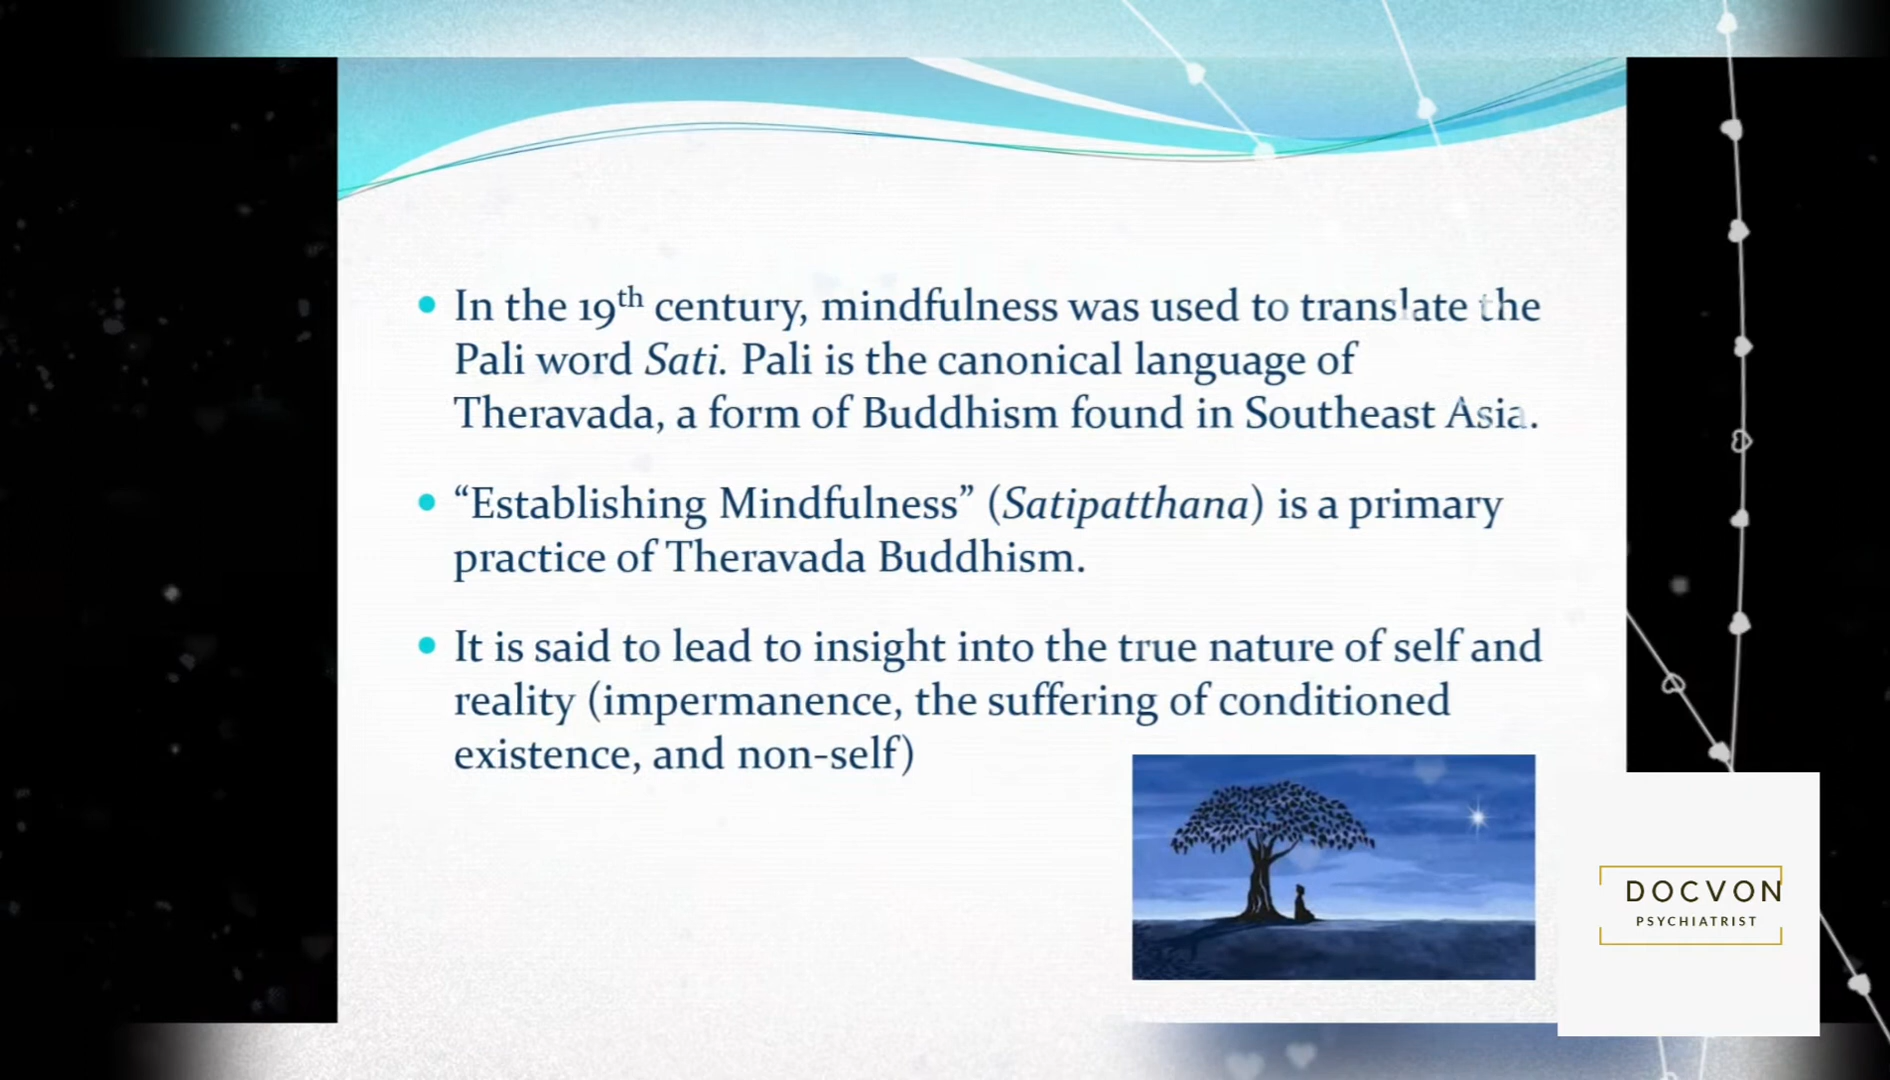 In the 19th century, mindfulness was used to translate the
Pali word Sati. Pali is the canonical language of
Theravada, a form of Buddhism found in Southeast Asia.
“Establishing Mindfulness” (Satipatthana) is a primary
practice of Theravada Buddhism.
It is said to lead to insight into the true nature of self and
reality (impermanence, the suffering of conditioned
existence, and non-self)
DOCVON
PSYCHIATRIST